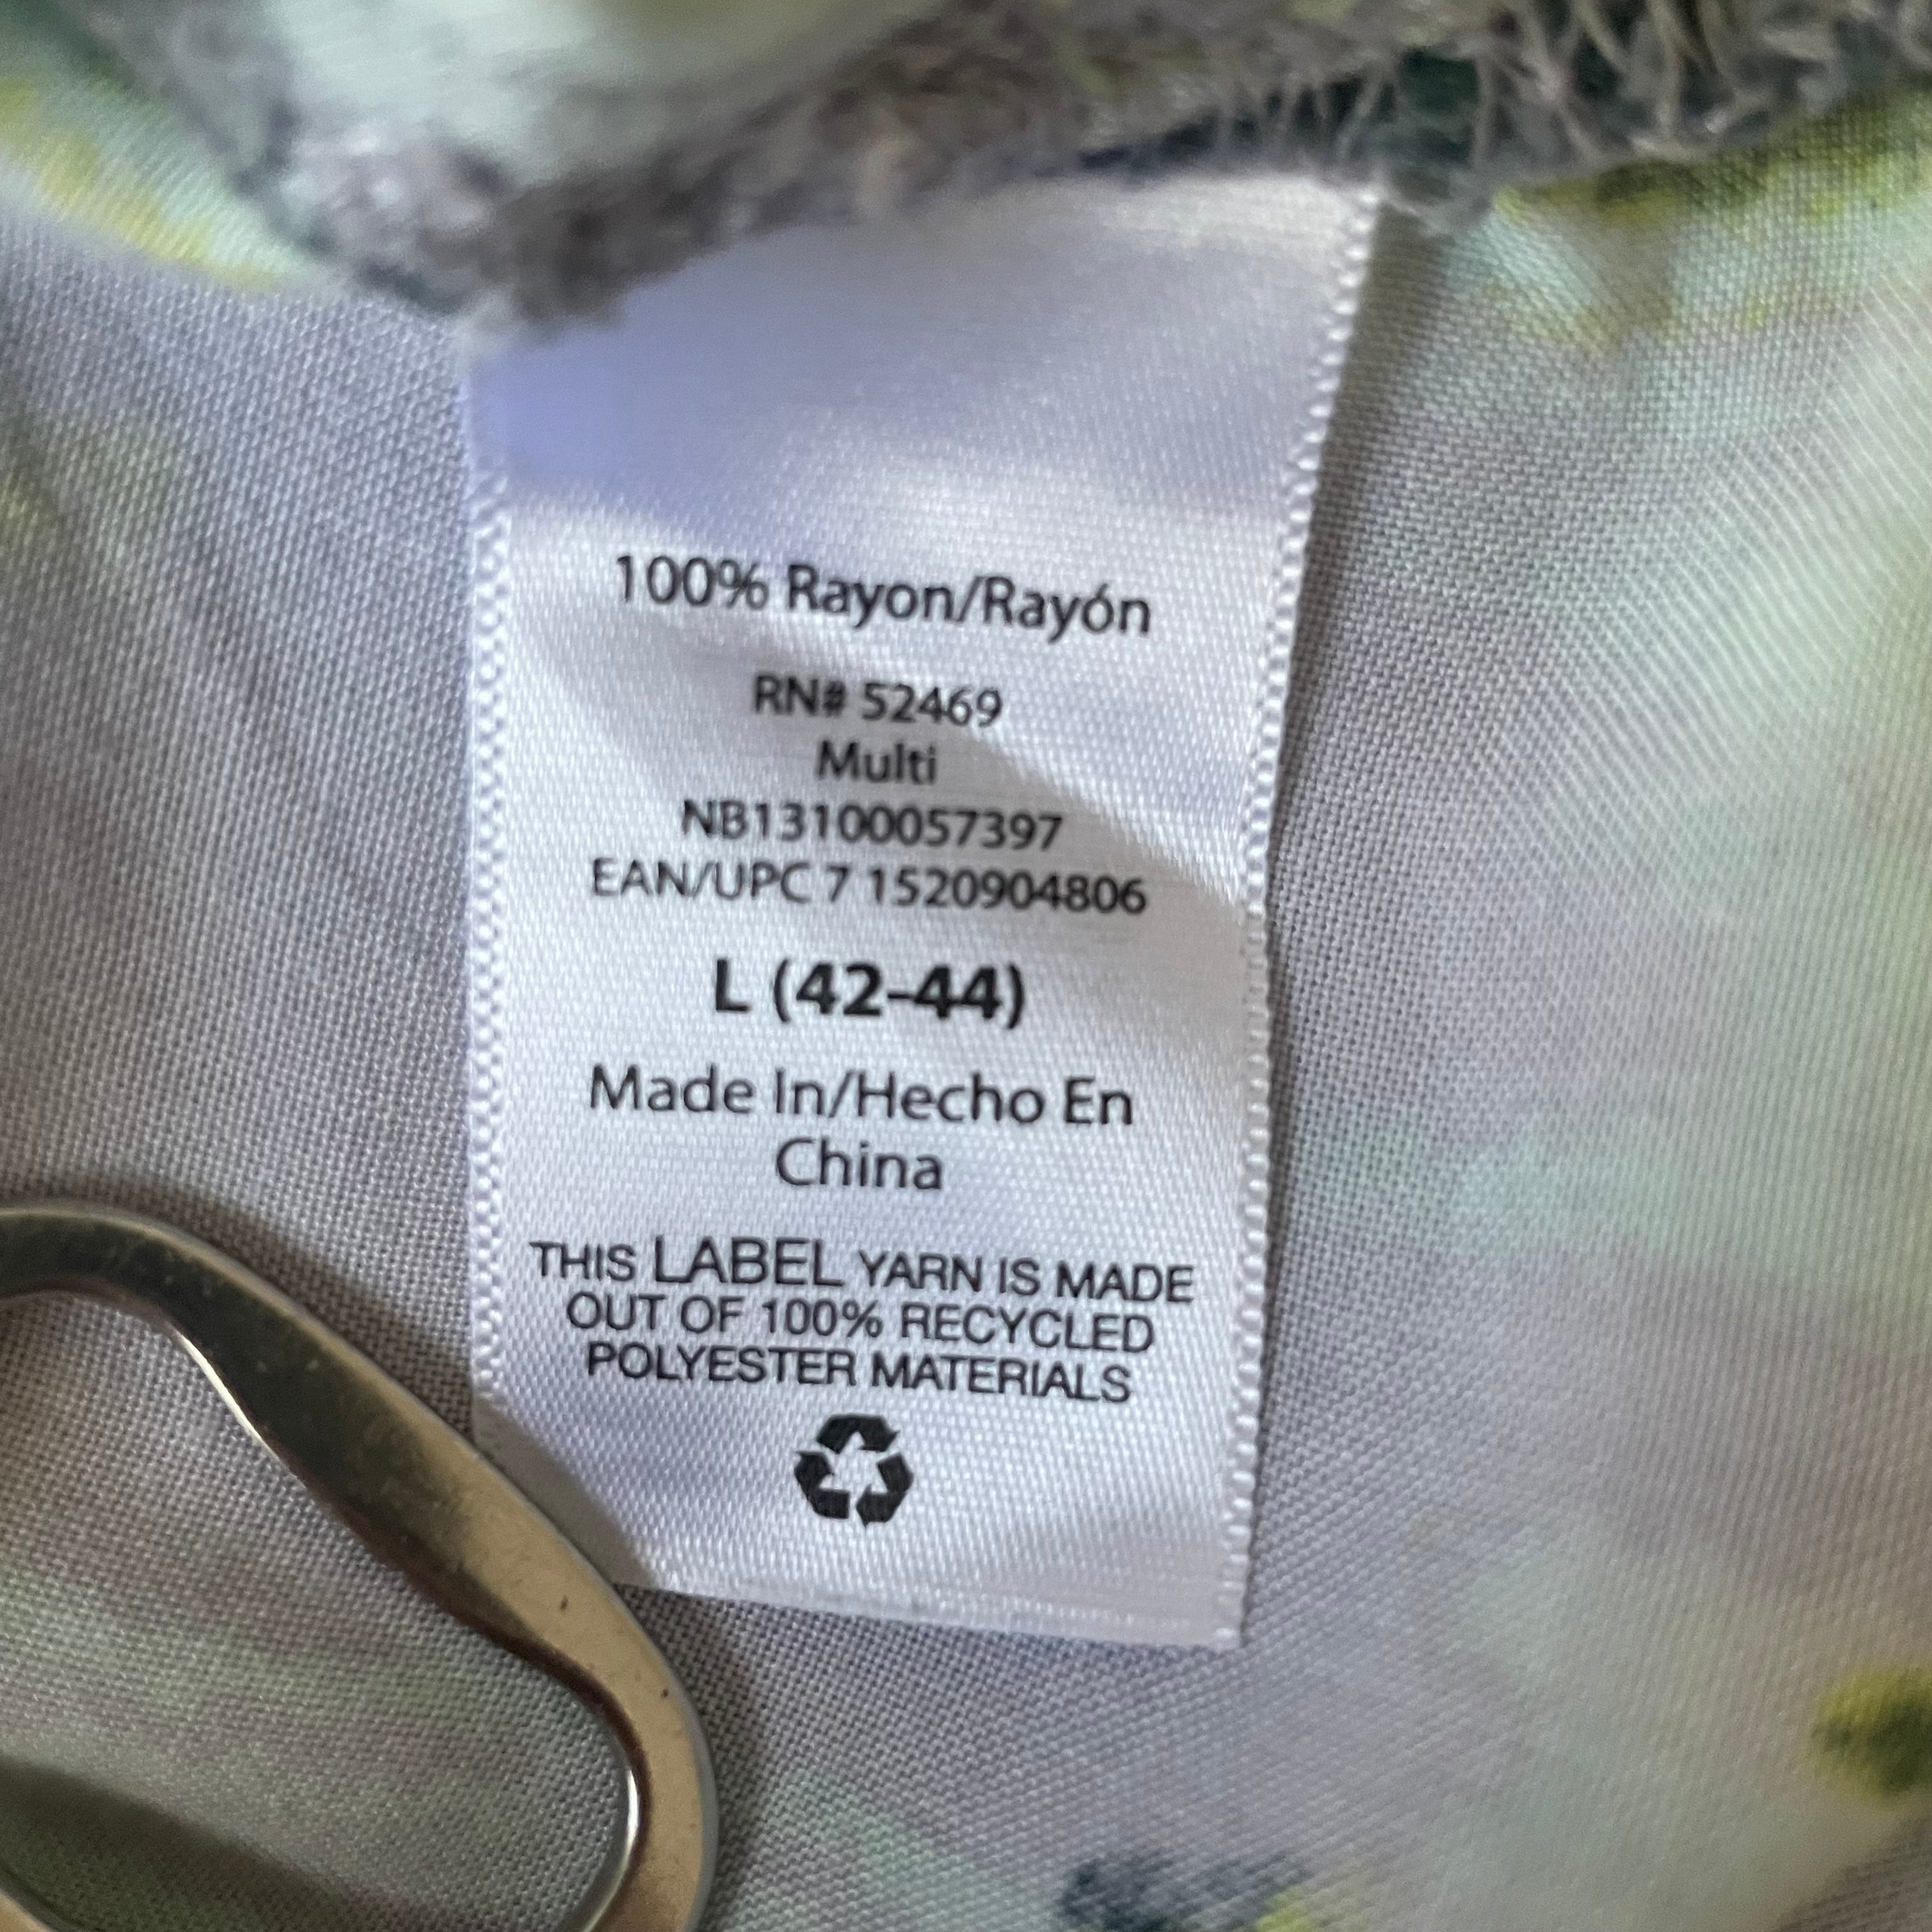 100% Rayon/Rayón
RN# 52469
Multi
NB13100057397
EAN/UPC 7 1520904806
L (42-44)
Made In/Hecho En
China
THIS LABEL YARN IS MADE
OUT OF 100% RECYCLED
POLYESTER MATERIALS